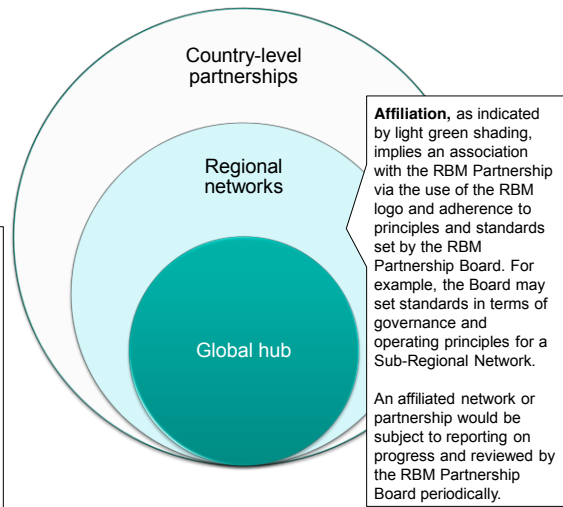 Country-level
partnerships
Regional
networks
Global hub
Affiliation, as indicated
by light green shading,
implies an association
with the RBM Partnership
via the use of the RBM
logo and adherence to
principles and standards
set by the RBM
Partnership Board. For
example, the Board may
set standards in terms of
governance and
operating principles for a
Sub-Regional Network.
An affiliated network or
partnership would be
subject to reporting on
progress and reviewed by
the RBM Partnership
Board periodically.